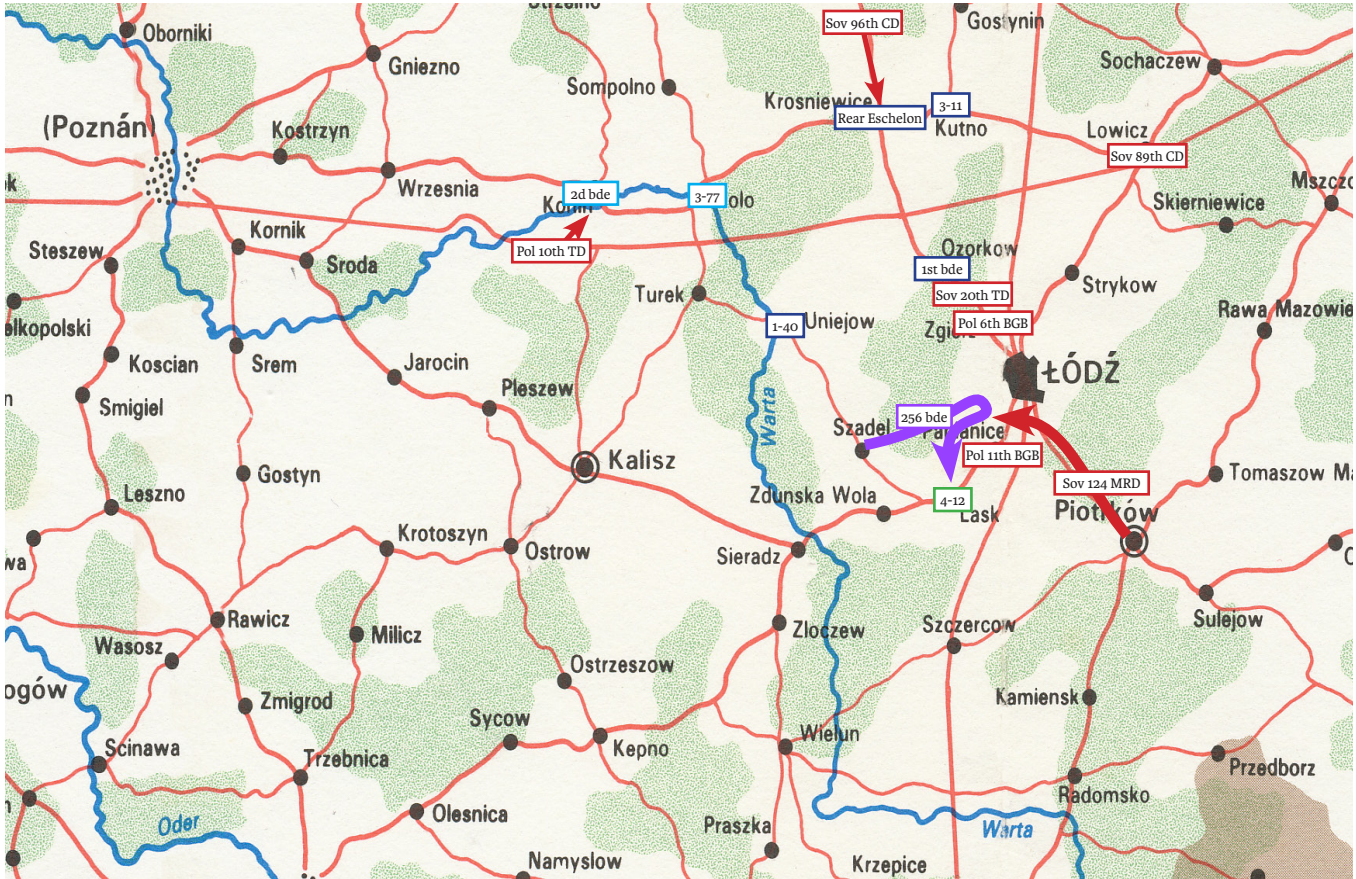 Strzelno
Sov 96th CD
Gostynin
Oborniki
Gniezno
Sochaczew
Sompolno
Krosniewice
Rear Eschelon
3-11
Kutno
(Poznán)
Kostrzyn
Lowicz
Sov 89th CD
Wrzesnia
2d bde
Konin
3-77
olo
Mszczo
Skierniewice
Kornik
Pol 10th TD
Steszew
Sroda
Ozorkow
1st bde
Strykow
Turek
Sov 20th TD
Rawa Mazowie
elkopolski
1-40
Uniejow
Pol 6th BGB
Koscian
Srem
Jarocin
ŁÓDŹ
Smigiel
Pleszew
Warta
256 bde
Szadel
Kalisz
Pol 11th BGB
Gostyn
Sov 124 MRD
Tomaszow Ma
Leszno
Zdunska Wola
4-12
Lask
Piotrków
Krotoszyn
Ostrow
Sieradz
wa
Rawicz
Milicz
Zloczew
Szczercow
Sulejow
Wasosz
Ostrzeszow
ogów
Zmigrod
Kamiensk
Sycow
Scinawa
Trzebnica
Kepno
Wielun
Przedborz
Radomsko
Oder
Olesnica
Praszka
Warta
Namyslow
Krzepice